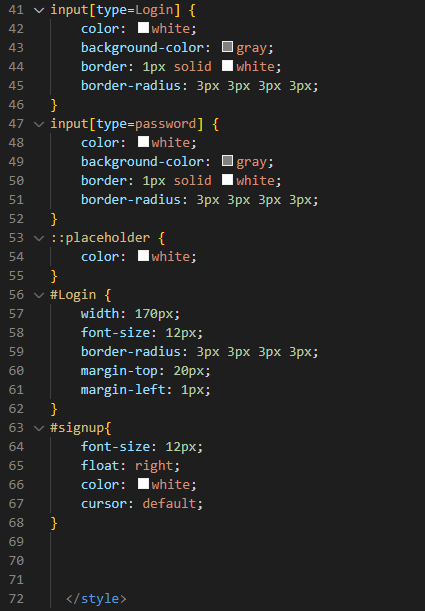 41 input[type=Login] {
42 color: white;
43 background-color: gray;
44 border: 1px solid white;
45 border-radius: 3px 3px 3px 3px;
46 }
47 input[type=password] {
48 color: white;
49 background-color: gray;
50 border: 1px solid white;
51 border-radius: 3px 3px 3px 3px;
52 }
53 ::placeholder {
54 color: white;
55 }
56 #Login {
57 width: 170px;
58 font-size: 12px;
59 border-radius: 3px 3px 3px 3px;
60 margin-top: 20px;
61 margin-left: 1px;
62 }
63 #signup{
64 font-size: 12px;
65 float: right;
66 color: white;
67 cursor: default;
68 }
69
70
71
72 </style>